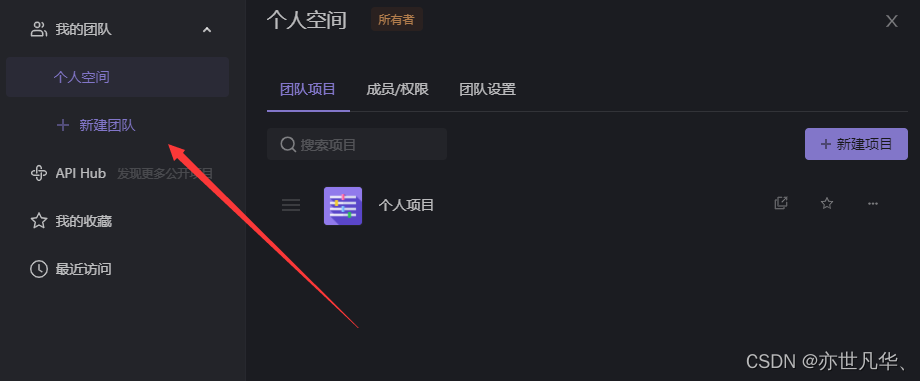 我的团队
个人空间
+ 新建团队
API Hub 发现更多公开项目
我的收藏
最近访问
个人空间 所有者
团队项目 成员/权限 团队设置
搜索项目
+ 新建项目
个人项目
CSDN @亦世凡华、